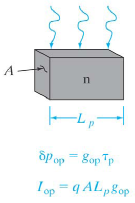 A
n
L_p
δp_op = g_op τ_p
I_op = q A L_p g_op